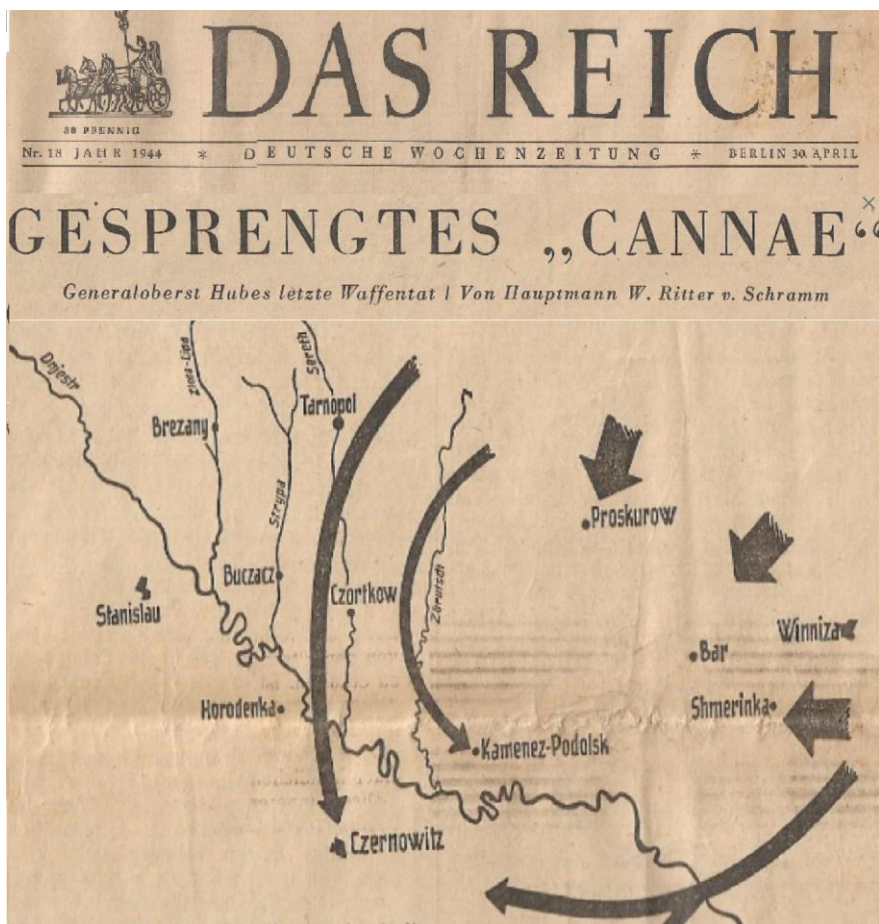 DAS REICH
30 PFENNIG
Nr. 18 JAHR 1944 * DEUTSCHE WOCHENZEITUNG * BERLIN 30. APRIL
GESPRENGTES „CANNAE“
Generaloberst Hubes letzte Waffentat / Von Hauptmann W. Ritter v. Schramm
Dnjestr
Zlota-Lipa
Sereth
Brezany
Tarnopol
Strypa
Proskurow
Buczacz
Czortkow
Zbrutsch
Stanislau
Winniza
Bar
Horodenka
Shmerinka
Kamenez-Podolsk
Czernowitz